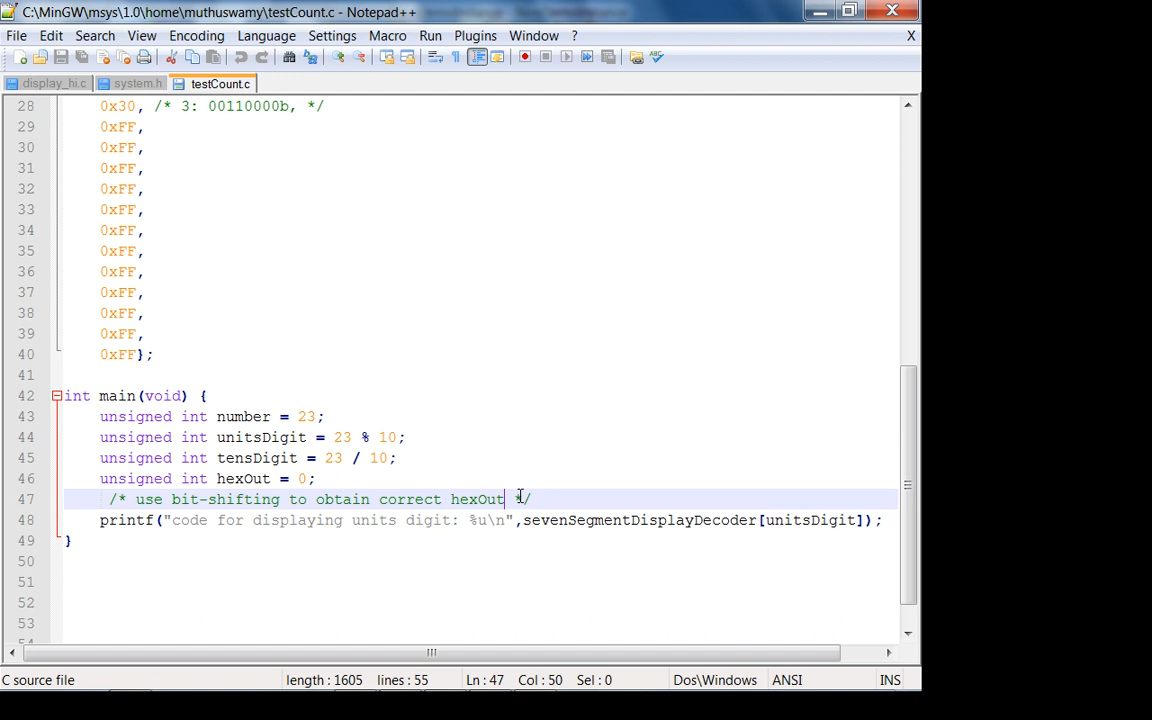 C:\MinGW\msys\1.0\home\muthuswamy\testCount.c - Notepad++
File Edit Search View Encoding Language Settings Macro Run Plugins Window ? X
display_hi.c system.h testCount.c
28 0x30, /* 3: 00110000b, */
29 0xFF,
30 0xFF,
31 0xFF,
32 0xFF,
33 0xFF,
34 0xFF,
35 0xFF,
36 0xFF,
37 0xFF,
38 0xFF,
39 0xFF,
40 0xFF};
41
42 int main(void) {
43 unsigned int number = 23;
44 unsigned int unitsDigit = 23 % 10;
45 unsigned int tensDigit = 23 / 10;
46 unsigned int hexOut = 0;
47 /* use bit-shifting to obtain correct hexOut */
48 printf("code for displaying units digit: %u\n",sevenSegmentDisplayDecoder[unitsDigit]);
49 }
50
51
52
53
54
C source file length : 1605 lines : 55 Ln : 47 Col : 50 Sel : 0 Dos\Windows ANSI INS